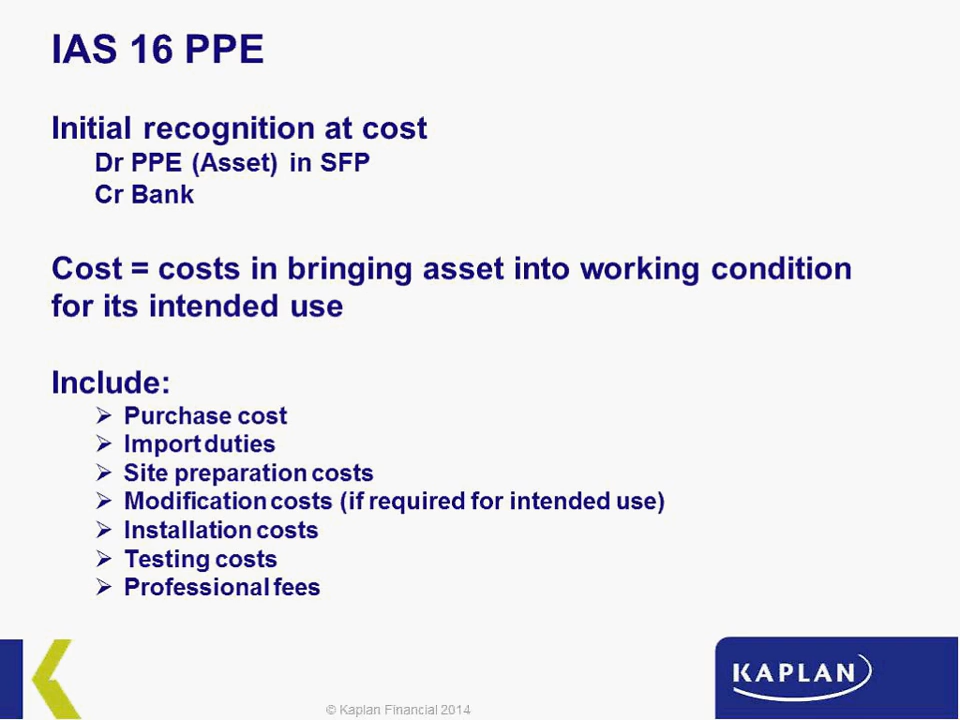 IAS 16 PPE
Initial recognition at cost
Dr PPE (Asset) in SFP
Cr Bank
Cost = costs in bringing asset into working condition
for its intended use
Include:
➢ Purchase cost
➢ Import duties
➢ Site preparation costs
➢ Modification costs (if required for intended use)
➢ Installation costs
➢ Testing costs
➢ Professional fees
© Kaplan Financial 2014
KAPLAN